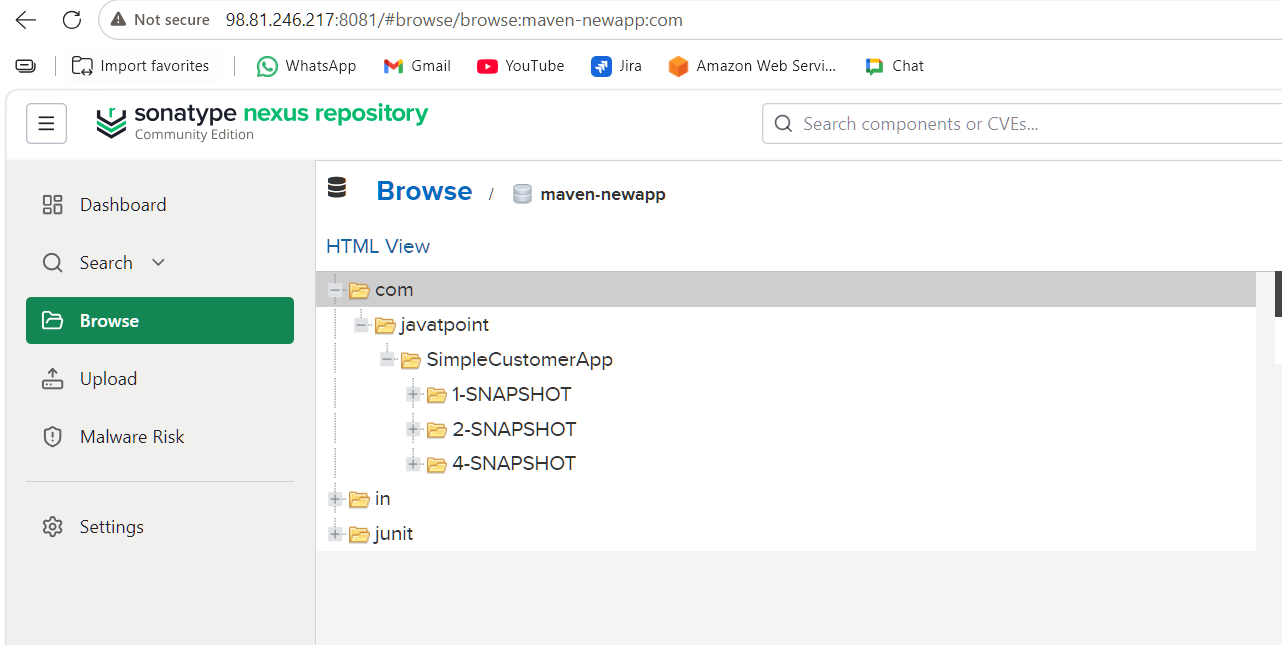 Not secure 98.81.246.217:8081/#browse/browse:maven-newapp:com
Import favorites WhatsApp Gmail YouTube Jira Amazon Web Servi... Chat
sonatype nexus repository
Community Edition
Search components or CVEs...
Dashboard
Search
Browse
Upload
Malware Risk
Settings
Browse / maven-newapp
HTML View
com
javatpoint
SimpleCustomerApp
1-SNAPSHOT
2-SNAPSHOT
4-SNAPSHOT
in
junit